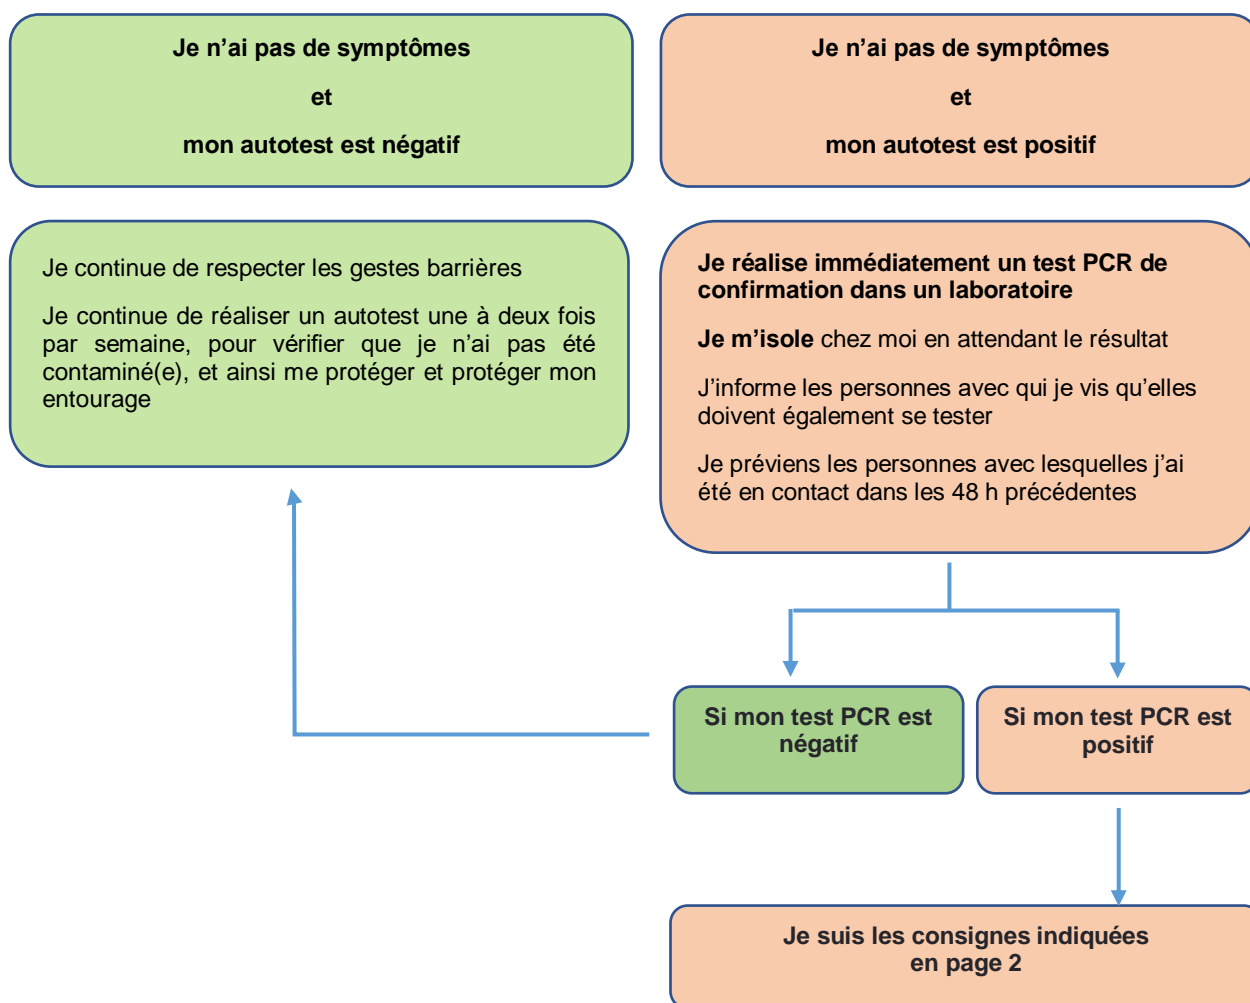 Je n’ai pas de symptômes
et
mon autotest est négatif
Je n’ai pas de symptômes
et
mon autotest est positif
Je continue de respecter les gestes barrières
Je continue de réaliser un autotest une à deux fois
par semaine, pour vérifier que je n’ai pas été
contaminé(e), et ainsi me protéger et protéger mon
entourage
Je réalise immédiatement un test PCR de
confirmation dans un laboratoire
Je m’isole chez moi en attendant le résultat
J’informe les personnes avec qui je vis qu’elles
doivent également se tester
Je préviens les personnes avec lesquelles j’ai
été en contact dans les 48 h précédentes
Si mon test PCR est
négatif
Si mon test PCR est
positif
Je suis les consignes indiquées
en page 2